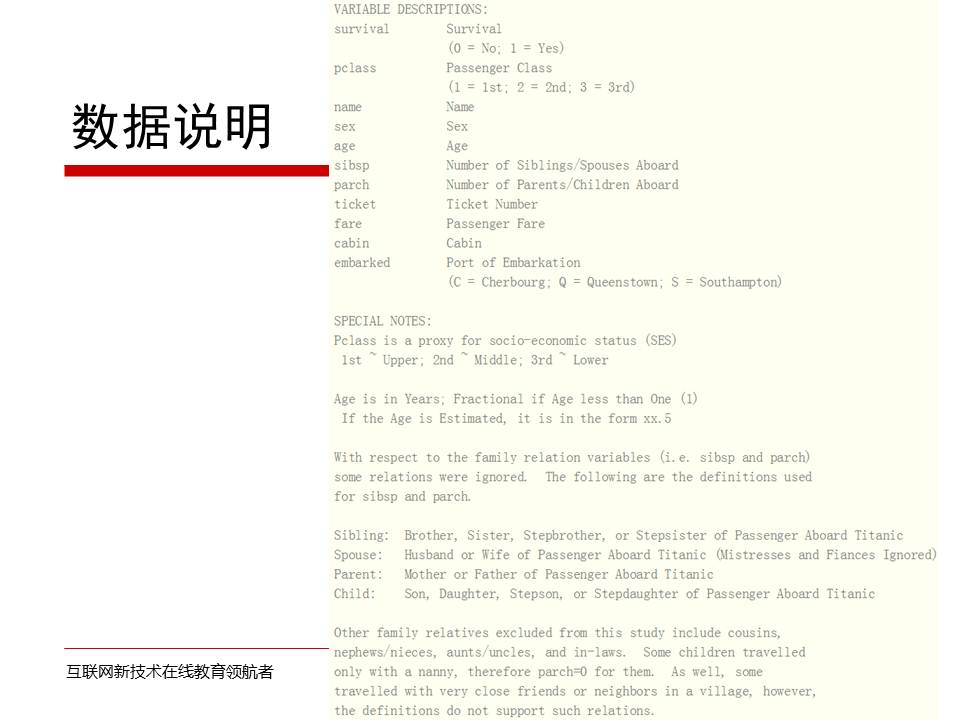 数据说明
互联网新技术在线教育领航者
VARIABLE DESCRIPTIONS:
survival        Survival
                (0 = No; 1 = Yes)
pclass          Passenger Class
                (1 = 1st; 2 = 2nd; 3 = 3rd)
name            Name
sex             Sex
age             Age
sibsp           Number of Siblings/Spouses Aboard
parch           Number of Parents/Children Aboard
ticket          Ticket Number
fare            Passenger Fare
cabin           Cabin
embarked        Port of Embarkation
                (C = Cherbourg; Q = Queenstown; S = Southampton)
SPECIAL NOTES:
Pclass is a proxy for socio-economic status (SES)
 1st ~ Upper; 2nd ~ Middle; 3rd ~ Lower
Age is in Years; Fractional if Age less than One (1)
 If the Age is Estimated, it is in the form xx.5
With respect to the family relation variables (i.e. sibsp and parch)
some relations were ignored.  The following are the definitions used
for sibsp and parch.
Sibling:  Brother, Sister, Stepbrother, or Stepsister of Passenger Aboard Titanic
Spouse:   Husband or Wife of Passenger Aboard Titanic (Mistresses and Fiances Ignored)
Parent:   Mother or Father of Passenger Aboard Titanic
Child:    Son, Daughter, Stepson, or Stepdaughter of Passenger Aboard Titanic
Other family relatives excluded from this study include cousins,
nephews/nieces, aunts/uncles, and in-laws.  Some children travelled
only with a nanny, therefore parch=0 for them.  As well, some
travelled with very close friends or neighbors in a village, however,
the definitions do not support such relations.